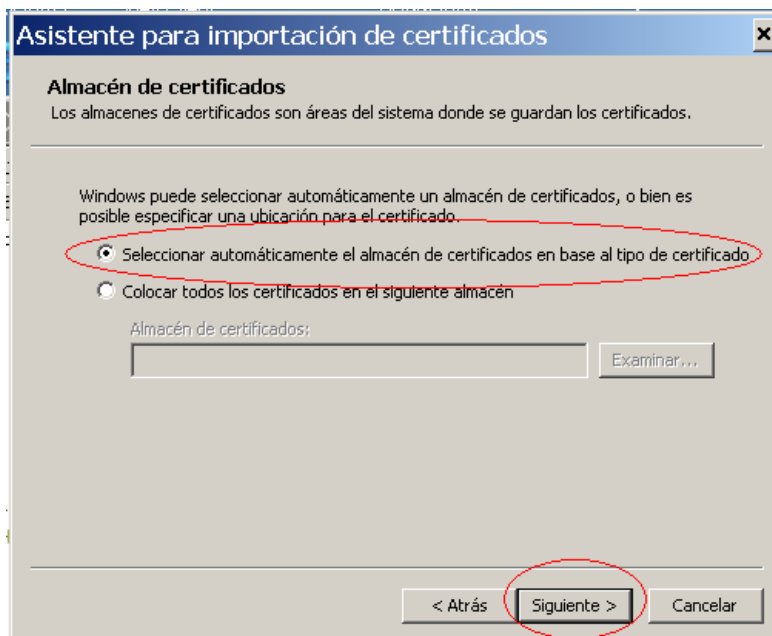 Asistente para importación de certificados
Almacén de certificados
Los almacenes de certificados son áreas del sistema donde se guardan los certificados.
Windows puede seleccionar automáticamente un almacén de certificados, o bien es
posible especificar una ubicación para el certificado.
Seleccionar automáticamente el almacén de certificados en base al tipo de certificado
Colocar todos los certificados en el siguiente almacén
Almacén de certificados:
Examinar...
< Atrás
Siguiente >
Cancelar